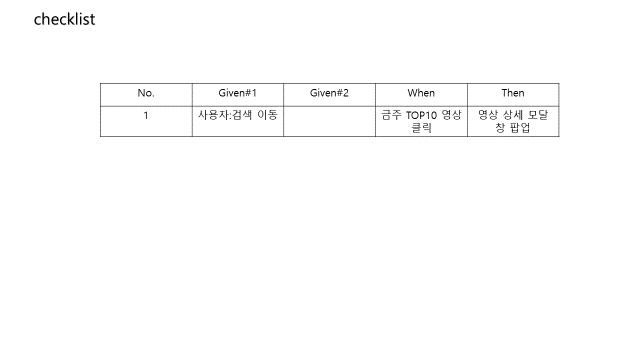 checklist
No. Given#1 Given#2 When Then
1 사용자:검색 이동 금주 TOP10 영상 영상 상세 모달
클릭 창 팝업